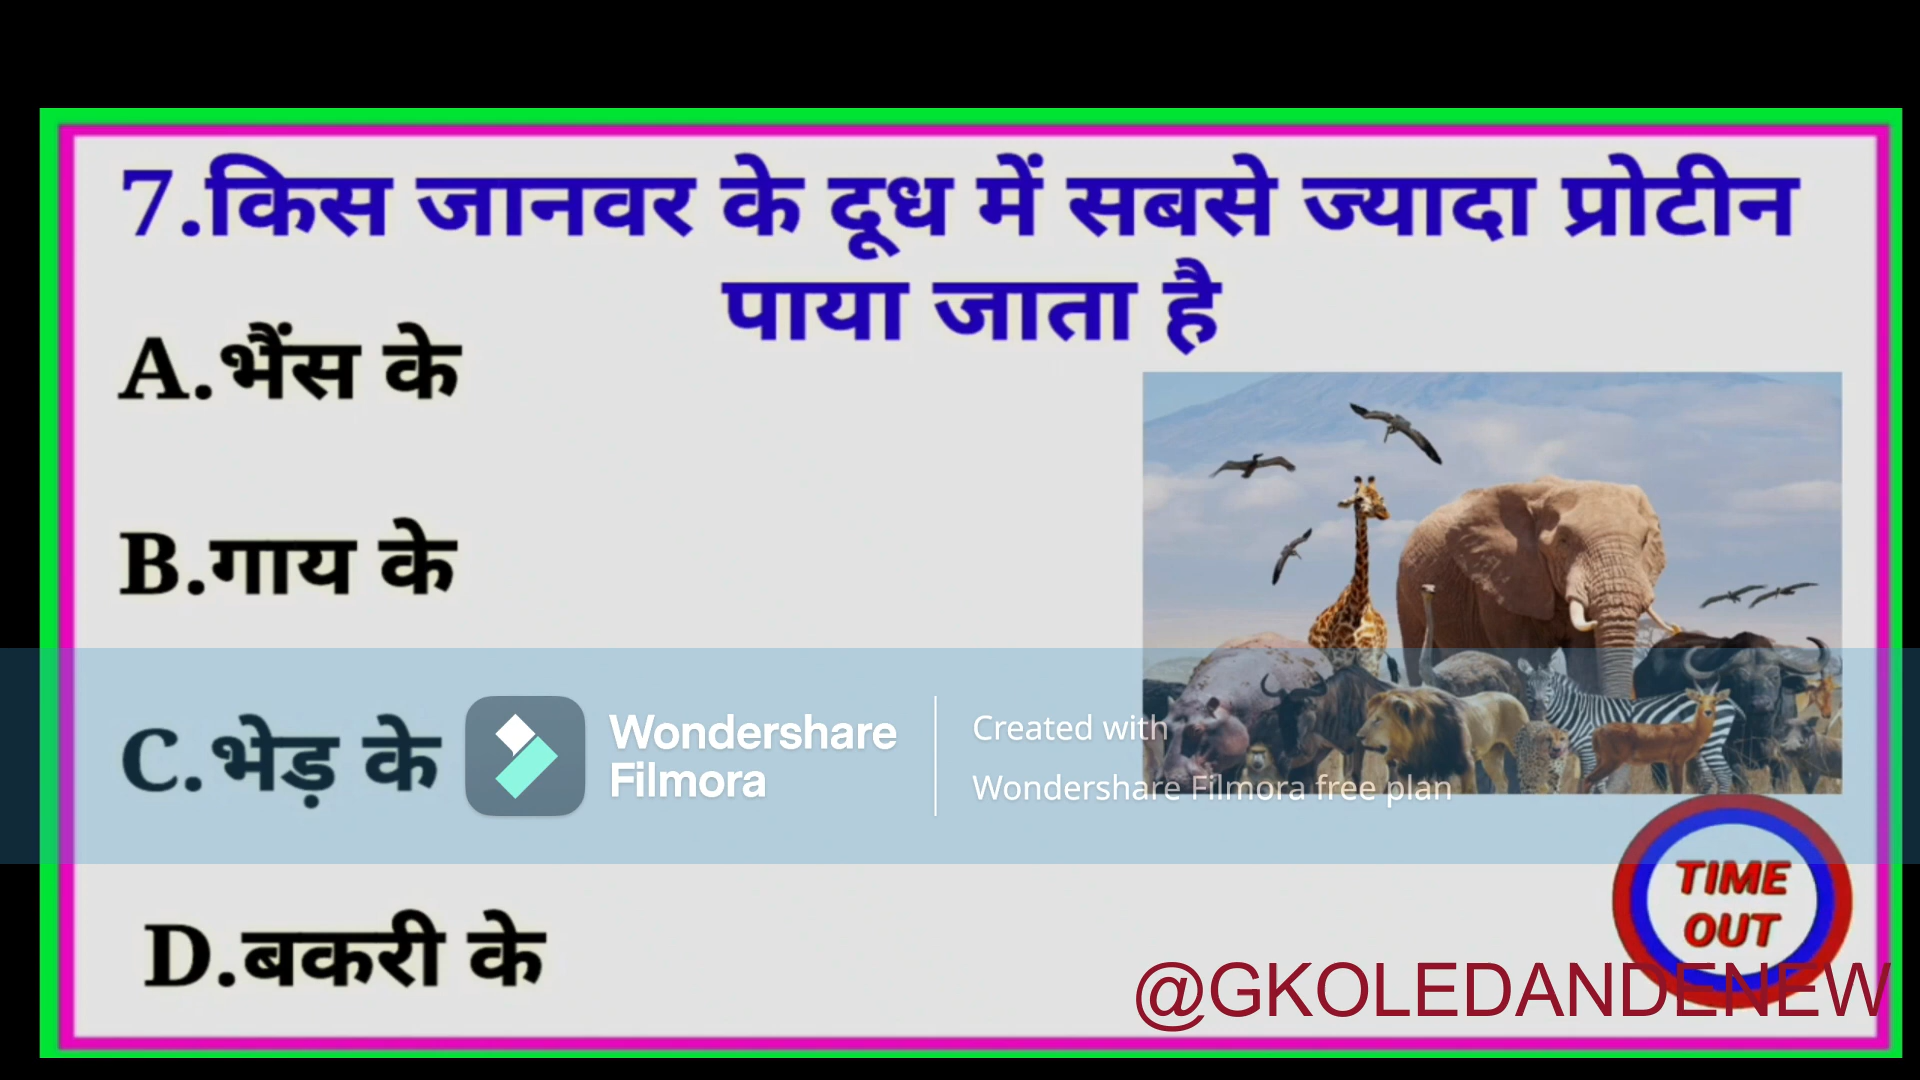 7.किस जानवर के दूध में सबसे ज्यादा प्रोटीन
पाया जाता है
A.भैंस के
B.गाय के
C.भेड़ के
Wondershare
Filmora
Created with
Wondershare Filmora free plan
D.बकरी के
TIME
OUT
@GKOLEDANDENEW